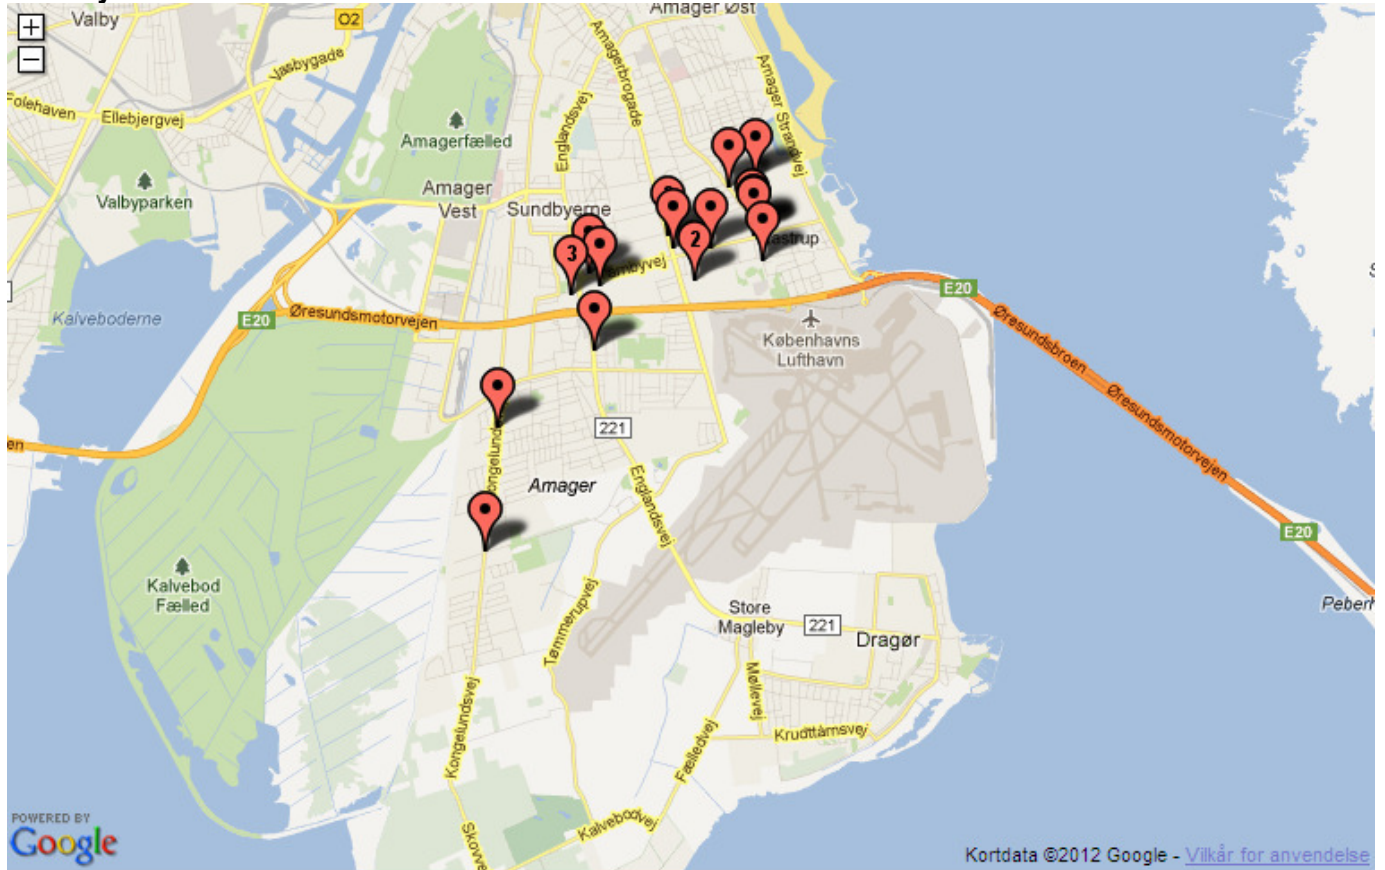 +
−
Valby
O2
Amager Øst
Vasbygade
Folehaven
Ellebjergvej
Amagerbrogade
Englandsvej
Amager Strandvej
Amagerfælled
Valbyparken
Amager
Vest
Sundbyerne
3
2
Kastrup
Kalveboderne
E20
Øresundsmotorvejen
E20
Københavns
Lufthavn
Øresundsbroen
Øresundsmotorvejen
221
Amager
Englandsvej
E20
Kalvebod
Fælled
Tømmerupvej
Store
Magleby
221
Dragør
Møllevej
Kongelundsvej
Fælledvej
Krudttårnsvej
Kalvebodvej
POWERED BY
Google
Kortdata ©2012 Google - Vilkår for anvendelse